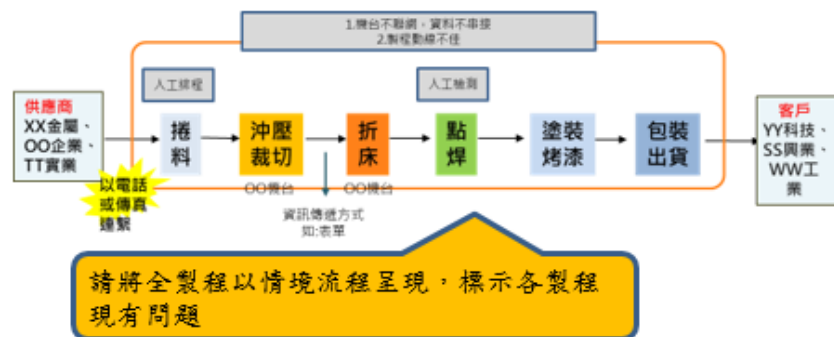 1.機台不聯網，資料不串接
2.製程動線不佳
人工排程
人工檢測
供應商
XX金屬、
OO企業、
TT實業
捲
料
沖壓
裁切
折
床
點
焊
塗裝
烤漆
包裝
出貨
客戶
YY科技、
SS興業、
WW工
業
以電話
或傳真
連繫
OO機台
OO機台
資訊傳遞方式
如:表單
請將全製程以情境流程呈現，標示各製程
現有問題